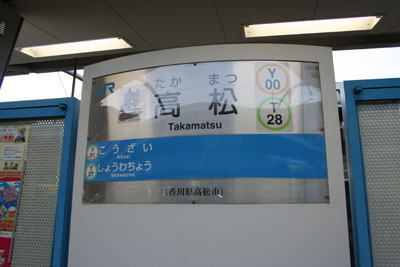 JR
たか まつ
高 松
Takamatsu
Y
00
T
28
こうざい
Kōzai
しょうわちょう
Shōwachō
(香川県高松市)